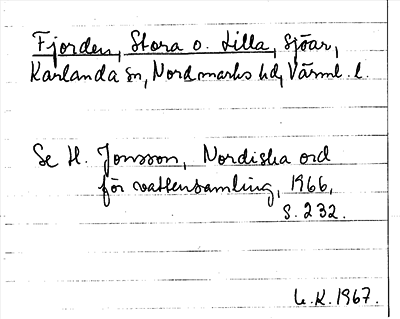 Fjorden, Stora o. Lilla, sjöar,
Karlanda sn, Nordmarks hd, Värml. l.
Se H. Jonsson, Nordiska ord
för vattensamling, 1966,
s. 232.
L.K. 1967.